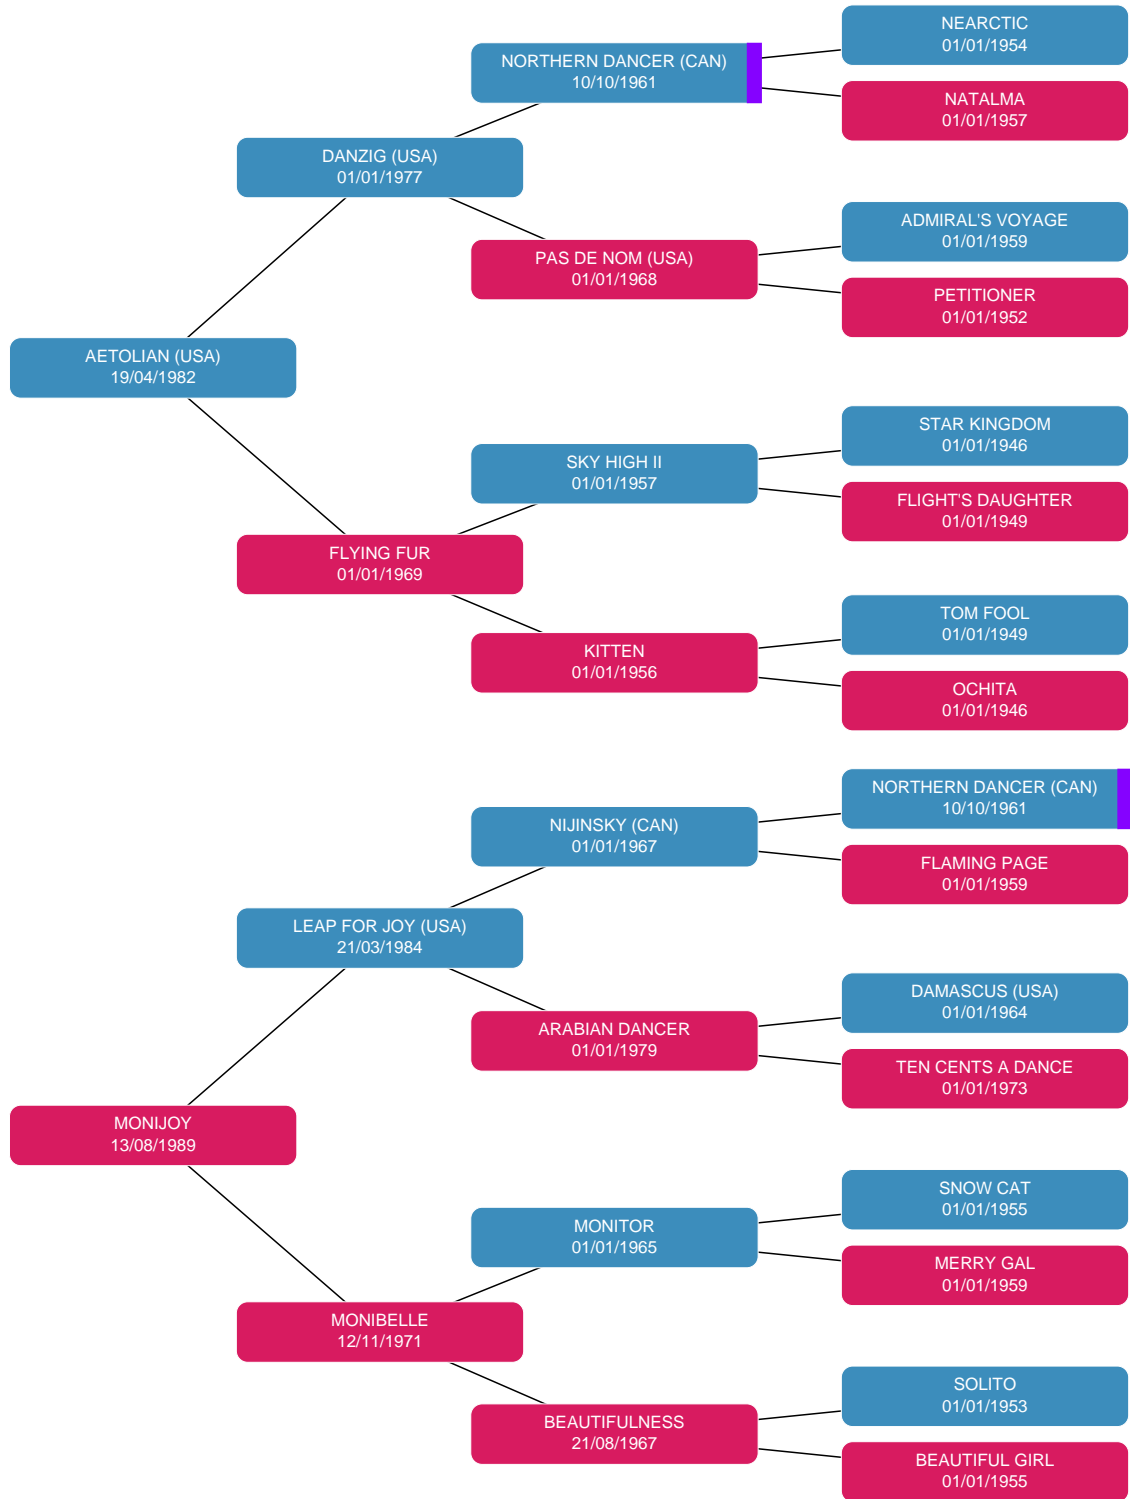 NEARCTIC
01/01/1954
NORTHERN DANCER (CAN)
10/10/1961
NATALMA
01/01/1957
DANZIG (USA)
01/01/1977
ADMIRAL'S VOYAGE
01/01/1959
PAS DE NOM (USA)
01/01/1968
PETITIONER
01/01/1952
AETOLIAN (USA)
19/04/1982
STAR KINGDOM
01/01/1946
SKY HIGH II
01/01/1957
FLIGHT'S DAUGHTER
01/01/1949
FLYING FUR
01/01/1969
TOM FOOL
01/01/1949
KITTEN
01/01/1956
OCHITA
01/01/1946
NORTHERN DANCER (CAN)
10/10/1961
NIJINSKY (CAN)
01/01/1967
FLAMING PAGE
01/01/1959
LEAP FOR JOY (USA)
21/03/1984
DAMASCUS (USA)
01/01/1964
ARABIAN DANCER
01/01/1979
TEN CENTS A DANCE
01/01/1973
MONIJOY
13/08/1989
SNOW CAT
01/01/1955
MONITOR
01/01/1965
MERRY GAL
01/01/1959
MONIBELLE
12/11/1971
SOLITO
01/01/1953
BEAUTIFULNESS
21/08/1967
BEAUTIFUL GIRL
01/01/1955